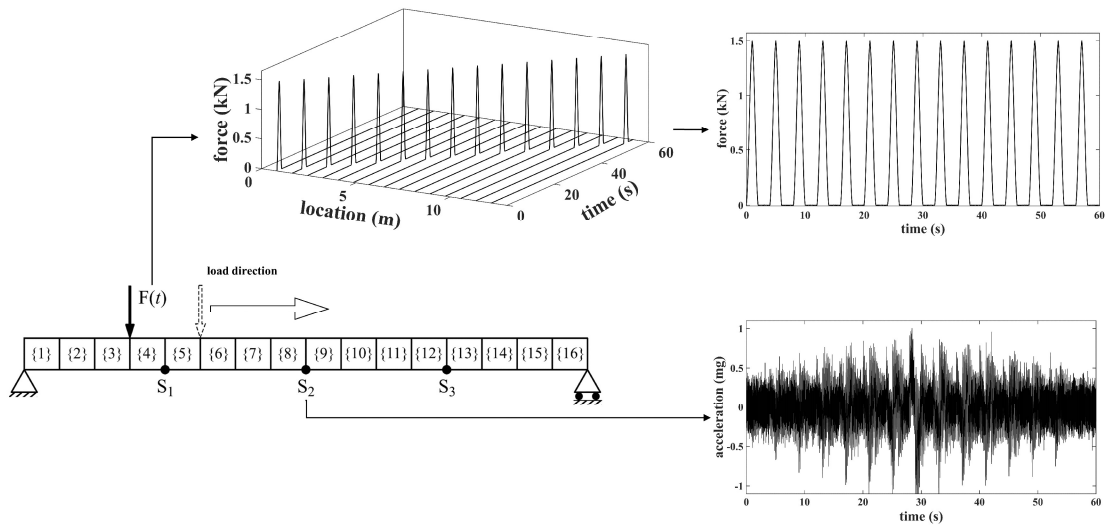 1.5
1
0.5
0
force (kN)
0
5
10
location (m)
0
20
40
60
time (s)
1.5
1
0.5
0
force (kN)
0 10 20 30 40 50 60
time (s)
load direction
F(t)
{1} {2} {3} {4} {5} {6} {7} {8} {9} {10} {11} {12} {13} {14} {15} {16}
S1 S2 S3
1
0.5
0
-0.5
-1
acceleration (mg)
0 10 20 30 40 50 60
time (s)